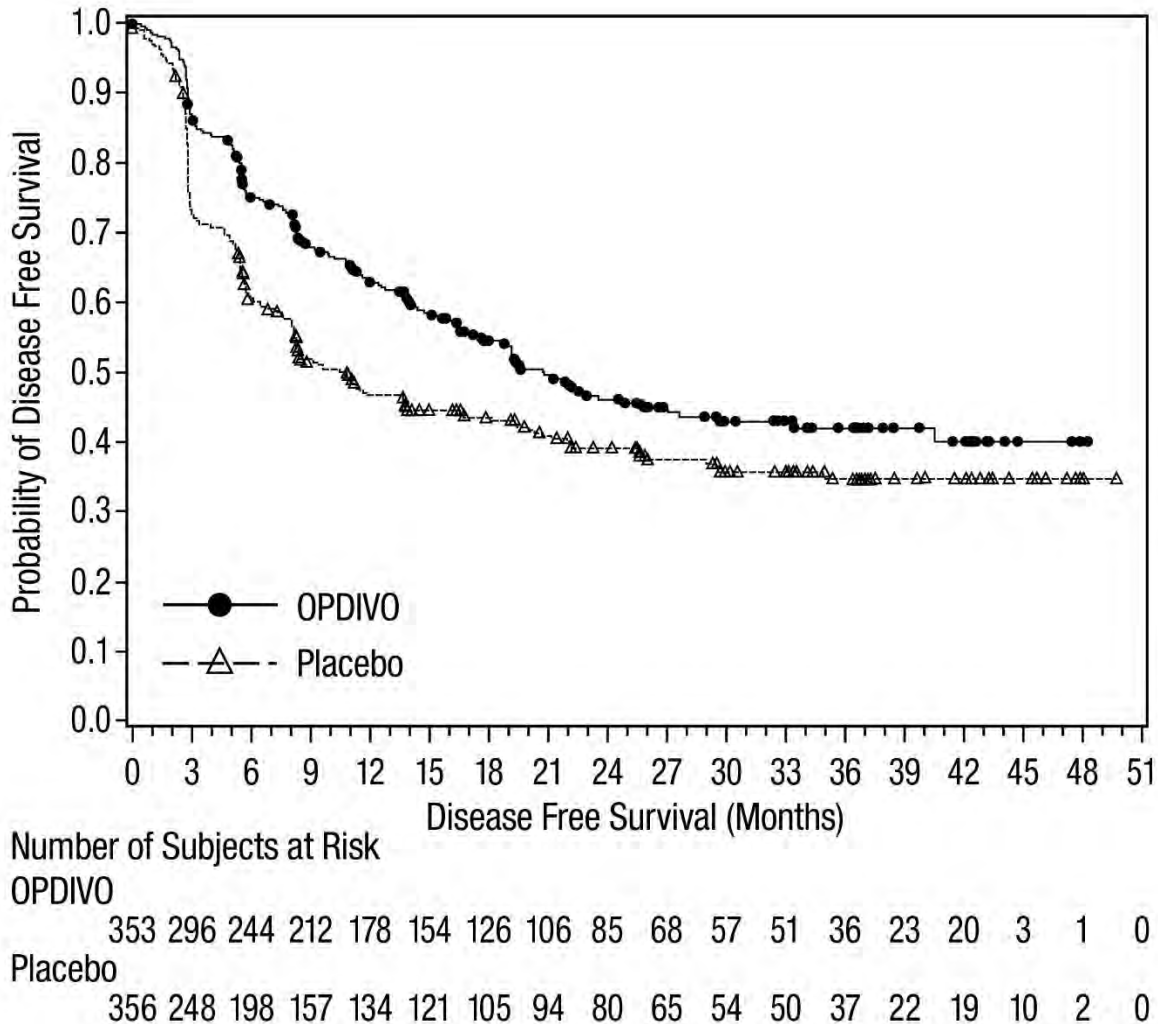 Probability of Disease Free Survival
1.0
0.9
0.8
0.7
0.6
0.5
0.4
0.3
0.2
0.1
0.0
OPDIVO
Placebo
0 3 6 9 12 15 18 21 24 27 30 33 36 39 42 45 48 51
Disease Free Survival (Months)
Number of Subjects at Risk
OPDIVO
353 296 244 212 178 154 126 106 85 68 57 51 36 23 20 3 1 0
Placebo
356 248 198 157 134 121 105 94 80 65 54 50 37 22 19 10 2 0